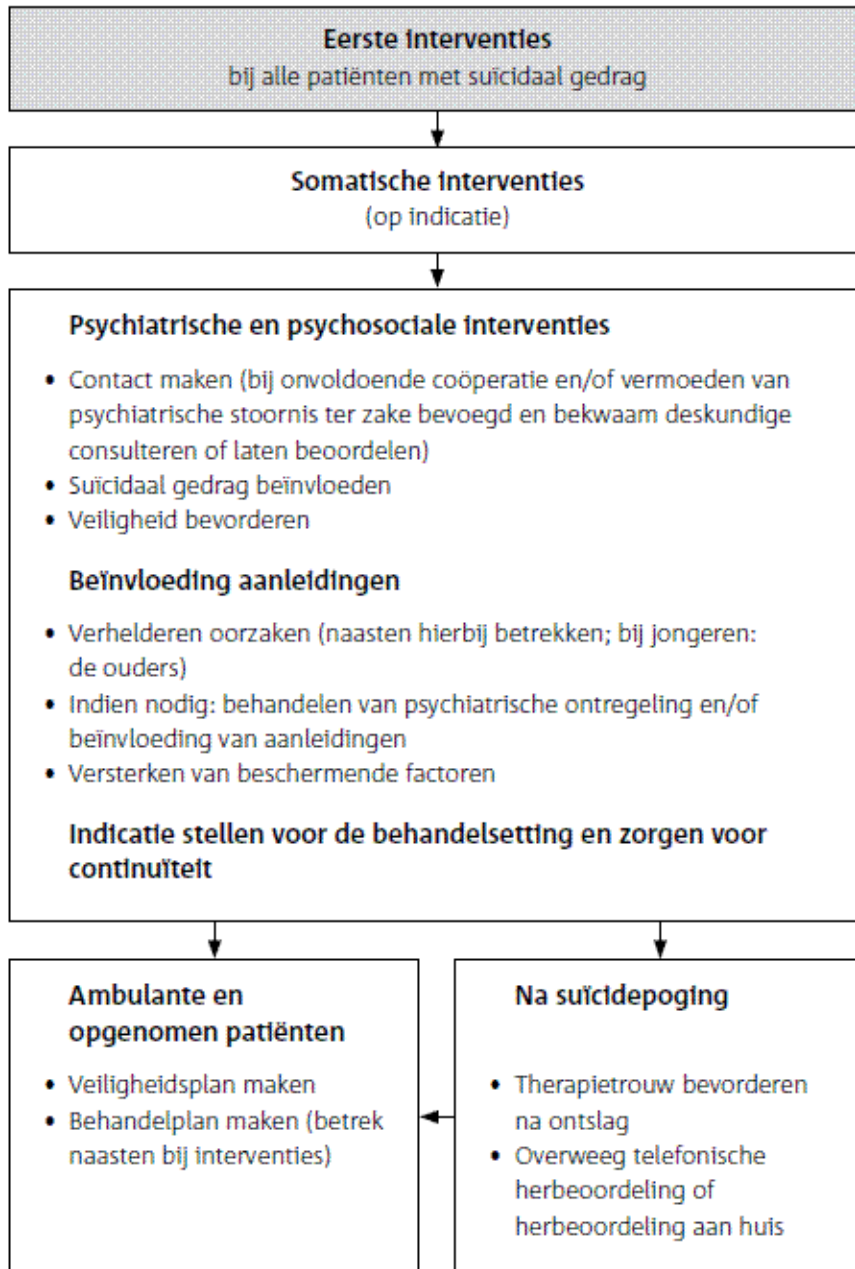 Eerste interventies
bij alle patiënten met suïcidaal gedrag
Somatische interventies
(op indicatie)
Psychiatrische en psychosociale interventies
• Contact maken (bij onvoldoende coöperatie en/of vermoeden van
psychiatrische stoornis ter zake bevoegd en bekwaam deskundige
consulteren of laten beoordelen)
• Suïcidaal gedrag beïnvloeden
• Veiligheid bevorderen
Beïnvloeding aanleidingen
• Verhelderen oorzaken (naasten hierbij betrekken; bij jongeren:
de ouders)
• Indien nodig: behandelen van psychiatrische ontregeling en/of
beïnvloeding van aanleidingen
• Versterken van beschermende factoren
Indicatie stellen voor de behandelsetting en zorgen voor
continuïteit
Ambulante en
opgenomen patiënten
• Veiligheidsplan maken
• Behandelplan maken (betrek
naasten bij interventies)
Na suïcidepoging
• Therapietrouw bevorderen
na ontslag
• Overweeg telefonische
herbeoordeling of
herbeoordeling aan huis